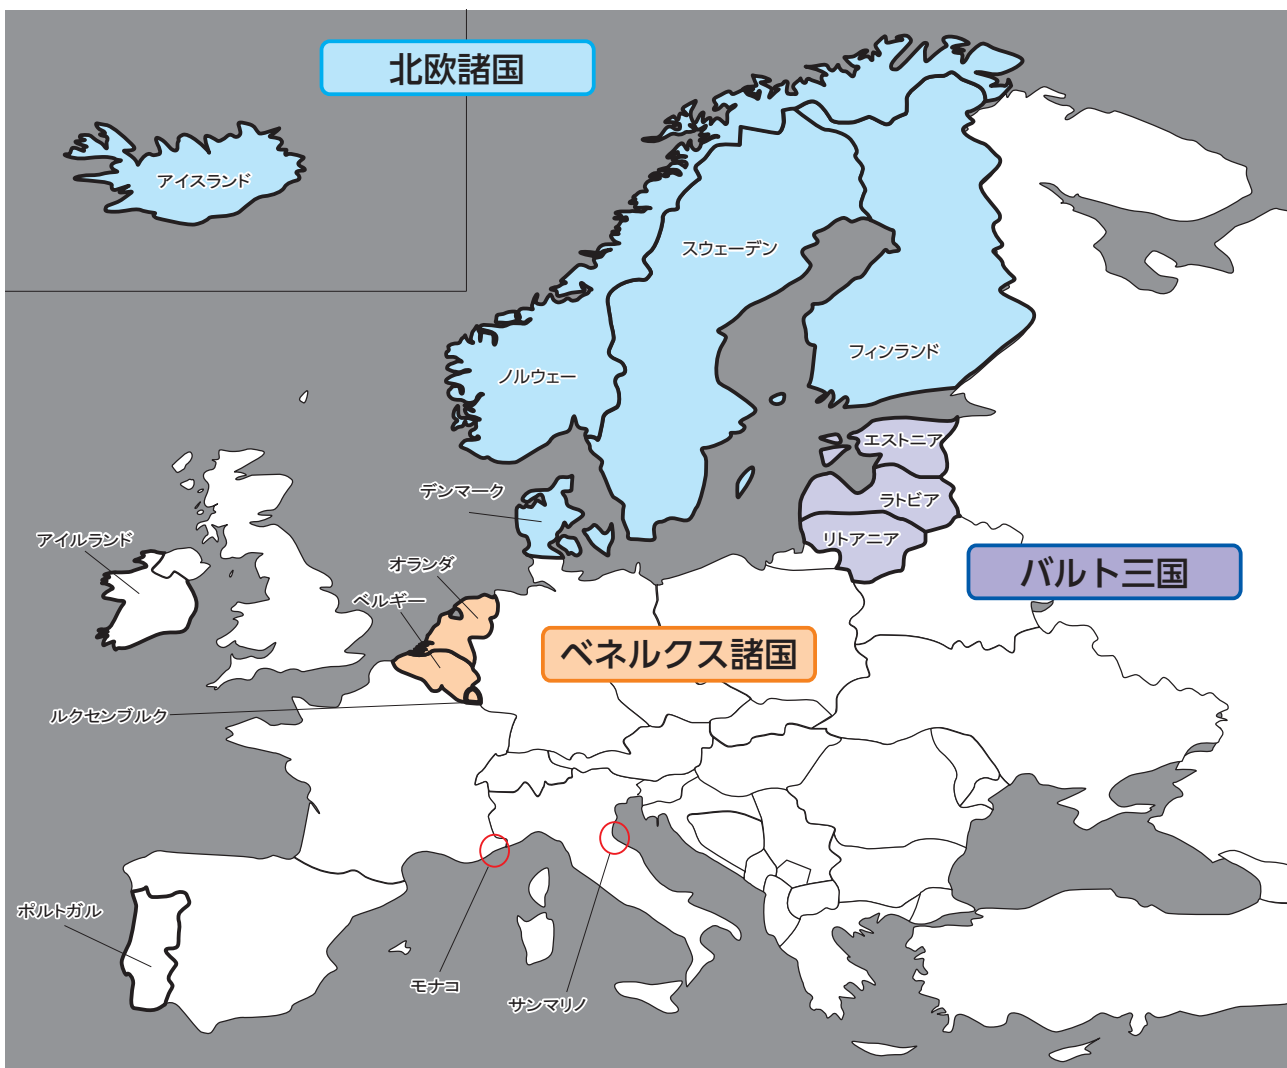 北欧諸国
アイスランド
スウェーデン
フィンランド
ノルウェー
エストニア
デンマーク
ラトビア
アイルランド
リトアニア
オランダ
バルト三国
ベルギー
ベネルクス諸国
ルクセンブルク
ポルトガル
モナコ
サンマリノ